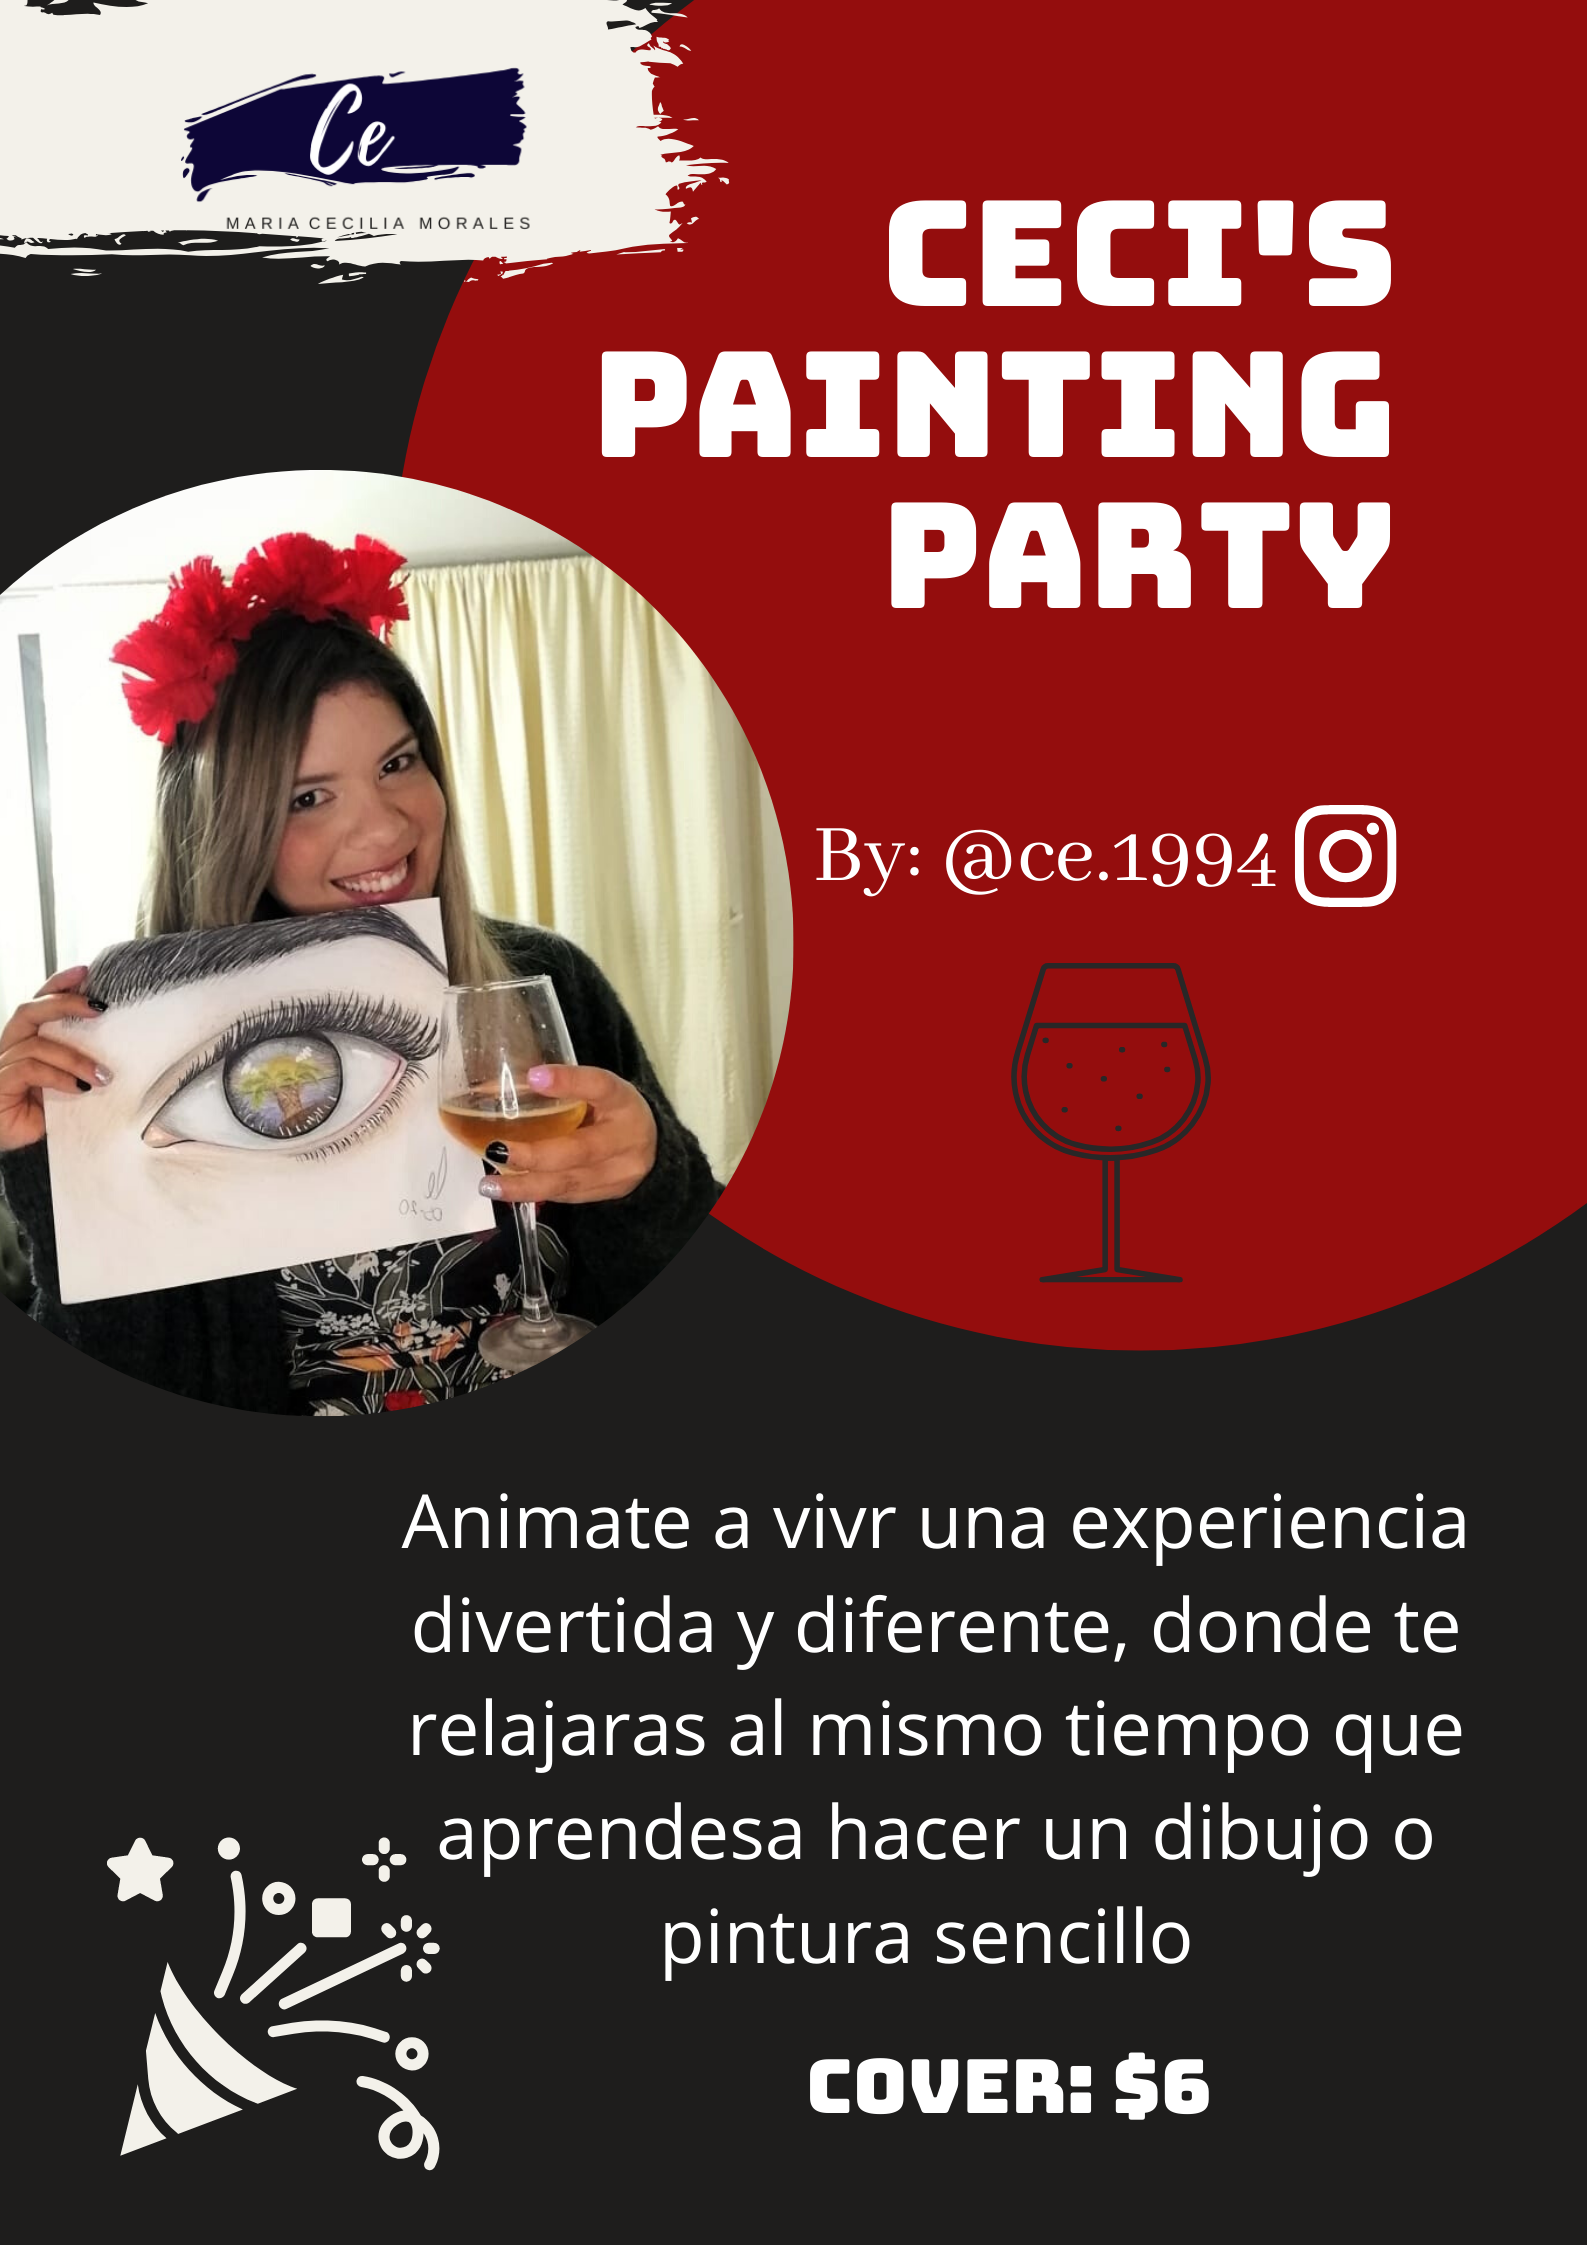 Ce
MARIA CECILIA MORALES
CECI'S
PAINTING
PARTY
By: @ce.1994
Animate a vivr una experiencia
divertida y diferente, donde te
relajaras al mismo tiempo que
aprendesa hacer un dibujo o
pintura sencillo
COVER: $6